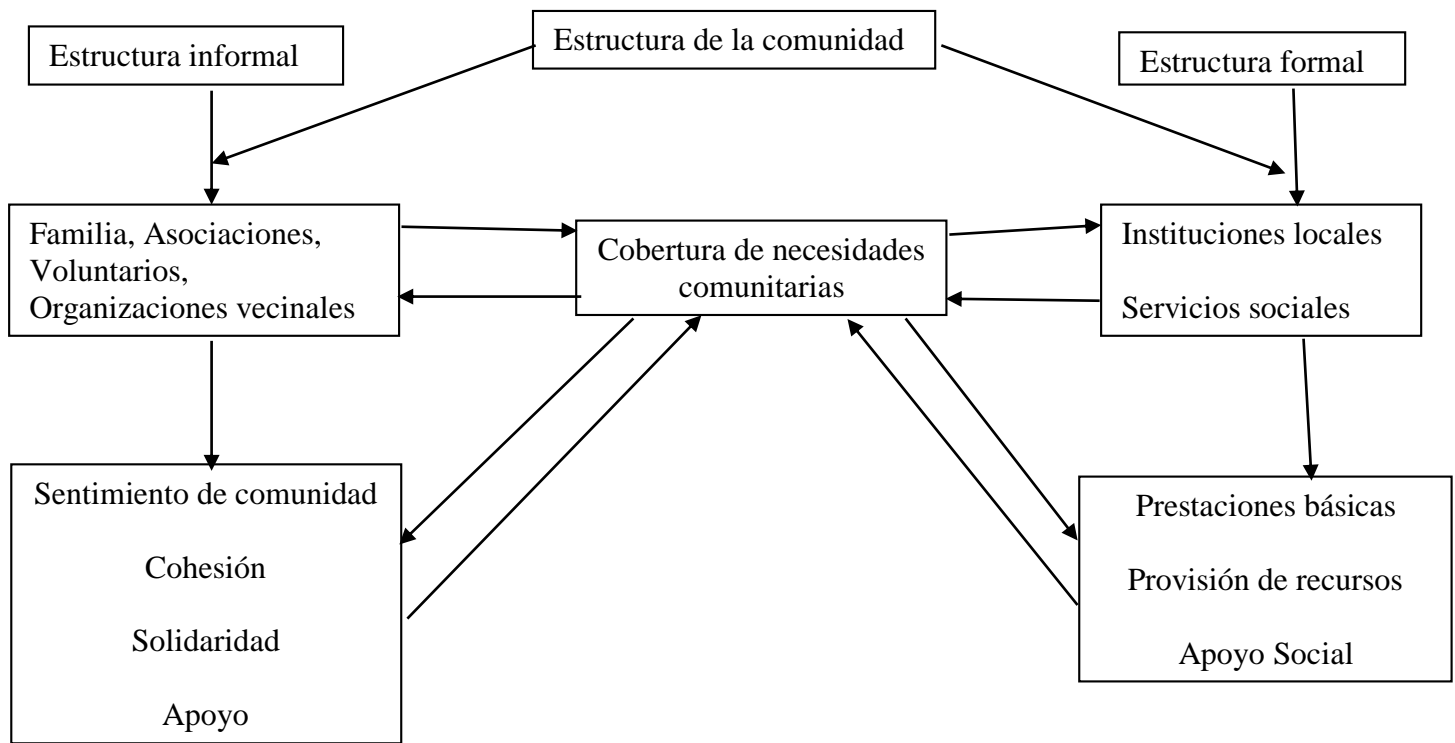 Estructura informal
Estructura de la comunidad
Estructura formal
Familia, Asociaciones,
Voluntarios,
Organizaciones vecinales
Cobertura de necesidades
comunitarias
Instituciones locales
Servicios sociales
Sentimiento de comunidad
Cohesión
Solidaridad
Apoyo
Prestaciones básicas
Provisión de recursos
Apoyo Social